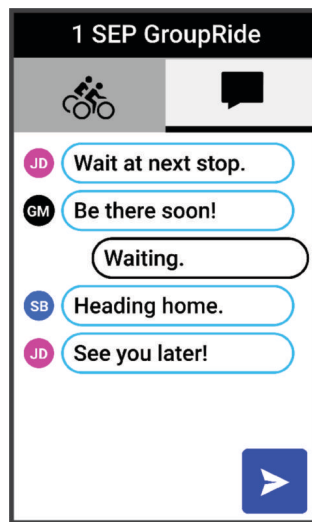 1 SEP GroupRide
JD Wait at next stop.
GM Be there soon!
Waiting.
SB Heading home.
JD See you later!